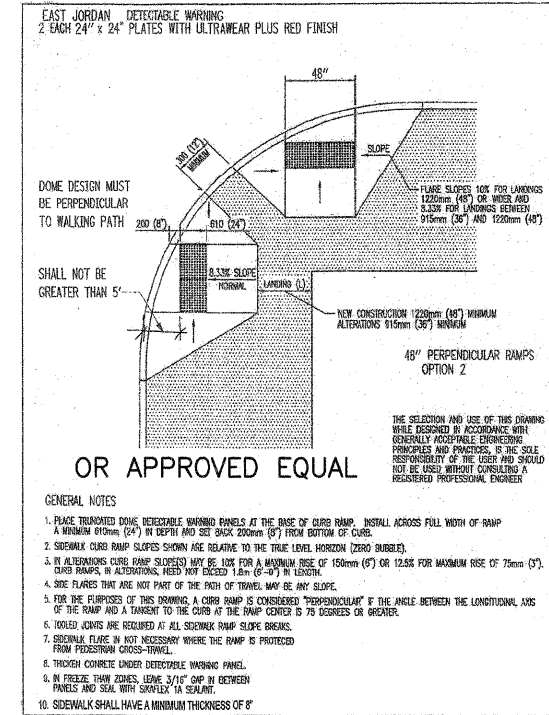 EAST JORDAN DETECTABLE WARNING
2 EACH 24" x 24" PLATES WITH ULTRAWEAR PLUS RED FINISH
48"
300 (12")
MINIMUM
SLOPE
DOME DESIGN MUST
BE PERPENDICULAR
TO WALKING PATH
FLARE SLOPES 10% FOR LANDINGS
1220mm (48") OR WIDER AND
8.33% FOR LANDINGS BETWEEN
915mm (36") AND 1220mm (48")
200 (8")
610 (24")
SHALL NOT BE
GREATER THAN 5'
8.33% SLOPE
NORMAL
LANDING (L)
NEW CONSTRUCTION 1220mm (48") MINIMUM
ALTERATIONS 915mm (36") MINIMUM
48" PERPENDICULAR RAMPS
OPTION 2
THE SELECTION AND USE OF THIS DRAWING
WHILE DESIGNED IN ACCORDANCE WITH
GENERALLY ACCEPTABLE ENGINEERING
PRINCIPLES AND PRACTICES, IS THE SOLE
RESPONSIBILITY OF THE USER AND SHOULD
NOT BE USED WITHOUT CONSULTING A
REGISTERED PROFESSIONAL ENGINEER
OR APPROVED EQUAL
GENERAL NOTES
1. PLACE TRUNCATED DOME DETECTABLE WARNING PANELS AT THE BASE OF CURB RAMP. INSTALL ACROSS FULL WIDTH OF RAMP
A MINIMUM 610mm (24") IN DEPTH AND SET BACK 200mm (8") FROM BOTTOM OF CURB.
2. SIDEWALK CURB RAMP SLOPES SHOWN ARE RELATIVE TO THE TRUE LEVEL HORIZON (ZERO BUBBLE).
3. IN ALTERATIONS CURB RAMP SLOPE(S) MAY BE 10% FOR A MAXIMUM RISE OF 150mm (6") OR 12.5% FOR MAXIMUM RISE OF 75mm (3").
CURB RAMPS, IN ALTERATIONS, NEED NOT EXCEED 1.8m (6'-0") IN LENGTH.
4. SIDE FLARES THAT ARE NOT PART OF THE PATH OF TRAVEL MAY BE ANY SLOPE.
5. FOR THE PURPOSES OF THIS DRAWING, A CURB RAMP IS CONSIDERED "PERPENDICULAR" IF THE ANGLE BETWEEN THE LONGITUDINAL AXIS
OF THE RAMP AND A TANGENT TO THE CURB AT THE RAMP CENTER IS 75 DEGREES OR GREATER.
6. TOOLED JOINTS ARE REQUIRED AT ALL SIDEWALK RAMP SLOPE BREAKS.
7. SIDEWALK FLARE IN NOT NECESSARY WHERE THE RAMP IS PROTECED
FROM PEDESTRIAN CROSS-TRAVEL.
8. THICKEN CONRETE UNDER DETECTABLE WARNING PANEL.
9. IN FREEZE THAW ZONES, LEAVE 3/16" GAP IN BETWEEN
PANELS AND SEAL WITH SIKAFLEX 1A SEALANT.
10. SIDEWALK SHALL HAVE A MINIMUM THICKNESS OF 8"